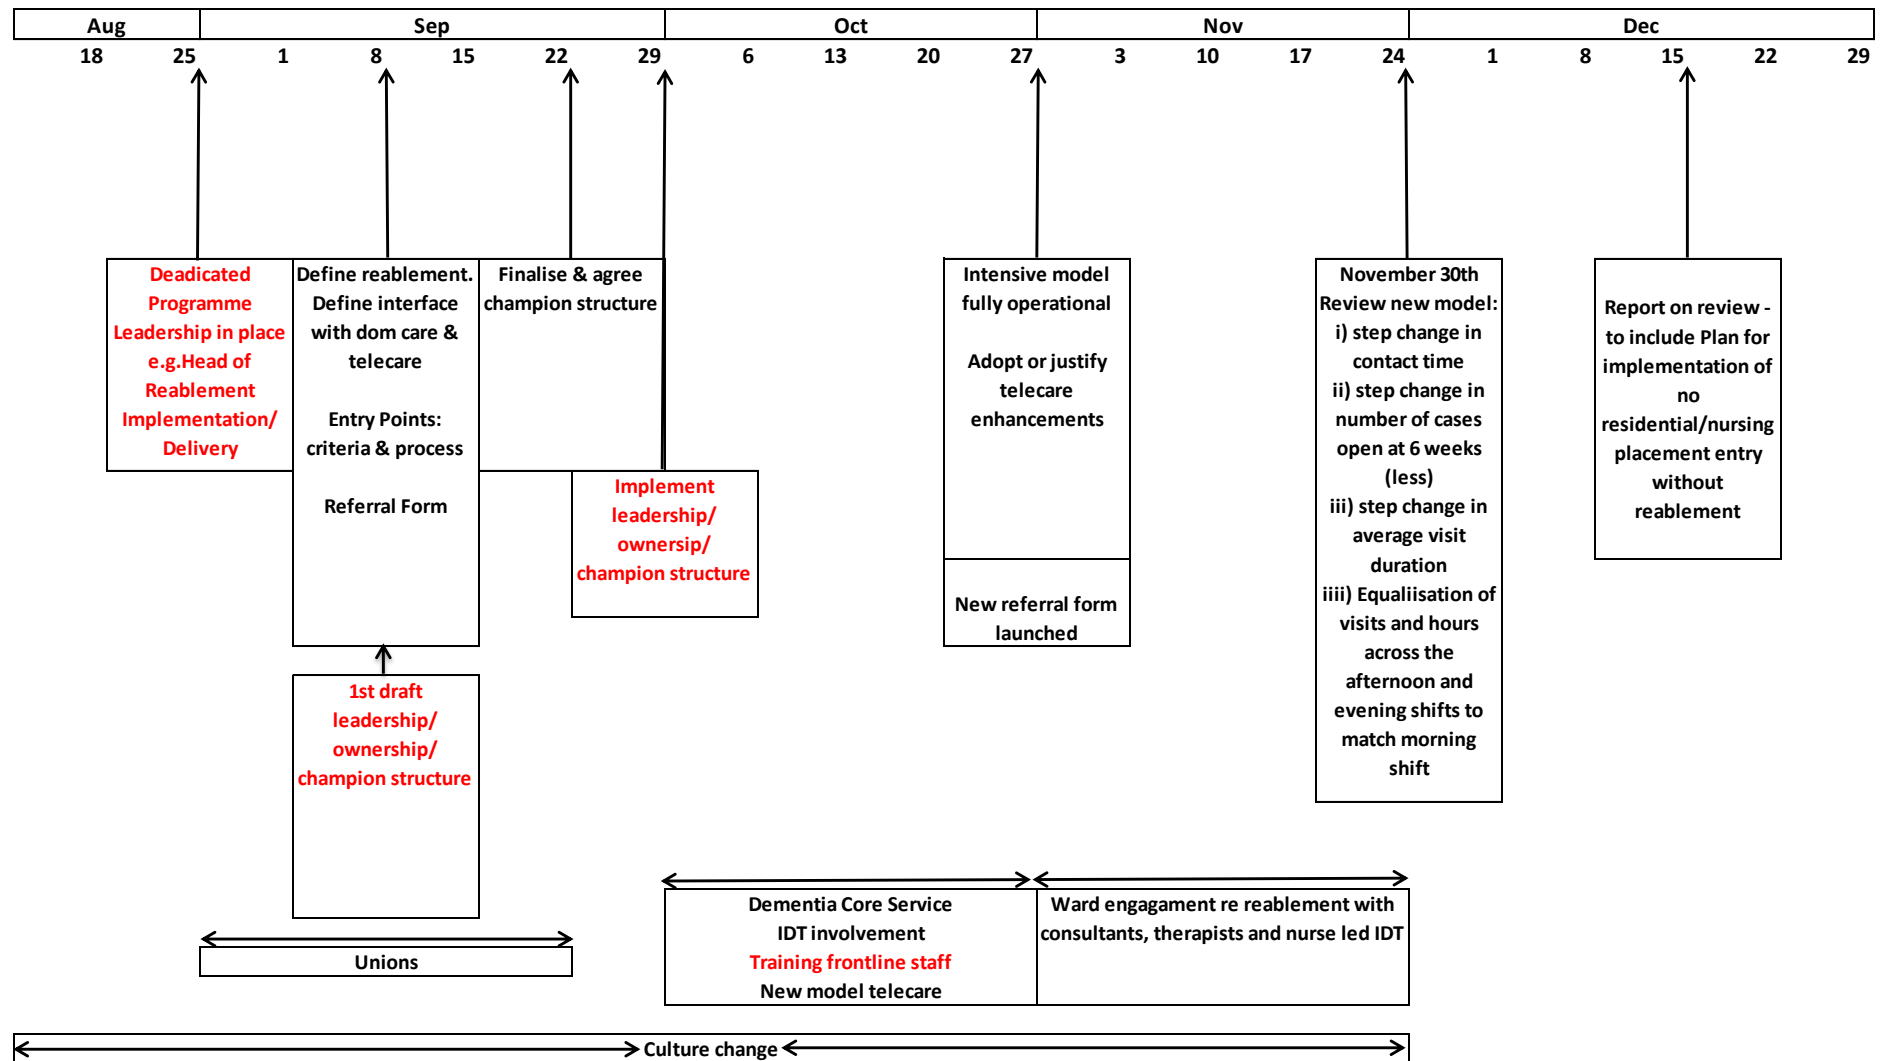 Aug Sep Oct Nov Dec
18 25 1 8 15 22 29 6 13 20 27 3 10 17 24 1 8 15 22 29
Deadicated
Programme
Leadership in place
e.g.Head of
Reablement
Implementation/
Delivery
Define reablement.
Define interface
with dom care &
telecare
Entry Points:
criteria & process
Referral Form
Finalise & agree
champion structure
Implement
leadership/
ownersip/
champion structure
1st draft
leadership/
ownership/
champion structure
Intensive model
fully operational
Adopt or justify
telecare
enhancements
New referral form
launched
November 30th
Review new model:
i) step change in
contact time
ii) step change in
number of cases
open at 6 weeks
(less)
iii) step change in
average visit
duration
iiii) Equaliisation of
visits and hours
across the
afternoon and
evening shifts to
match morning
shift
Report on review -
to include Plan for
implementation of
no
residential/nursing
placement entry
without
reablement
Unions
Dementia Core Service
IDT involvement
Training frontline staff
New model telecare
Ward engagament re reablement with
consultants, therapists and nurse led IDT
Culture change